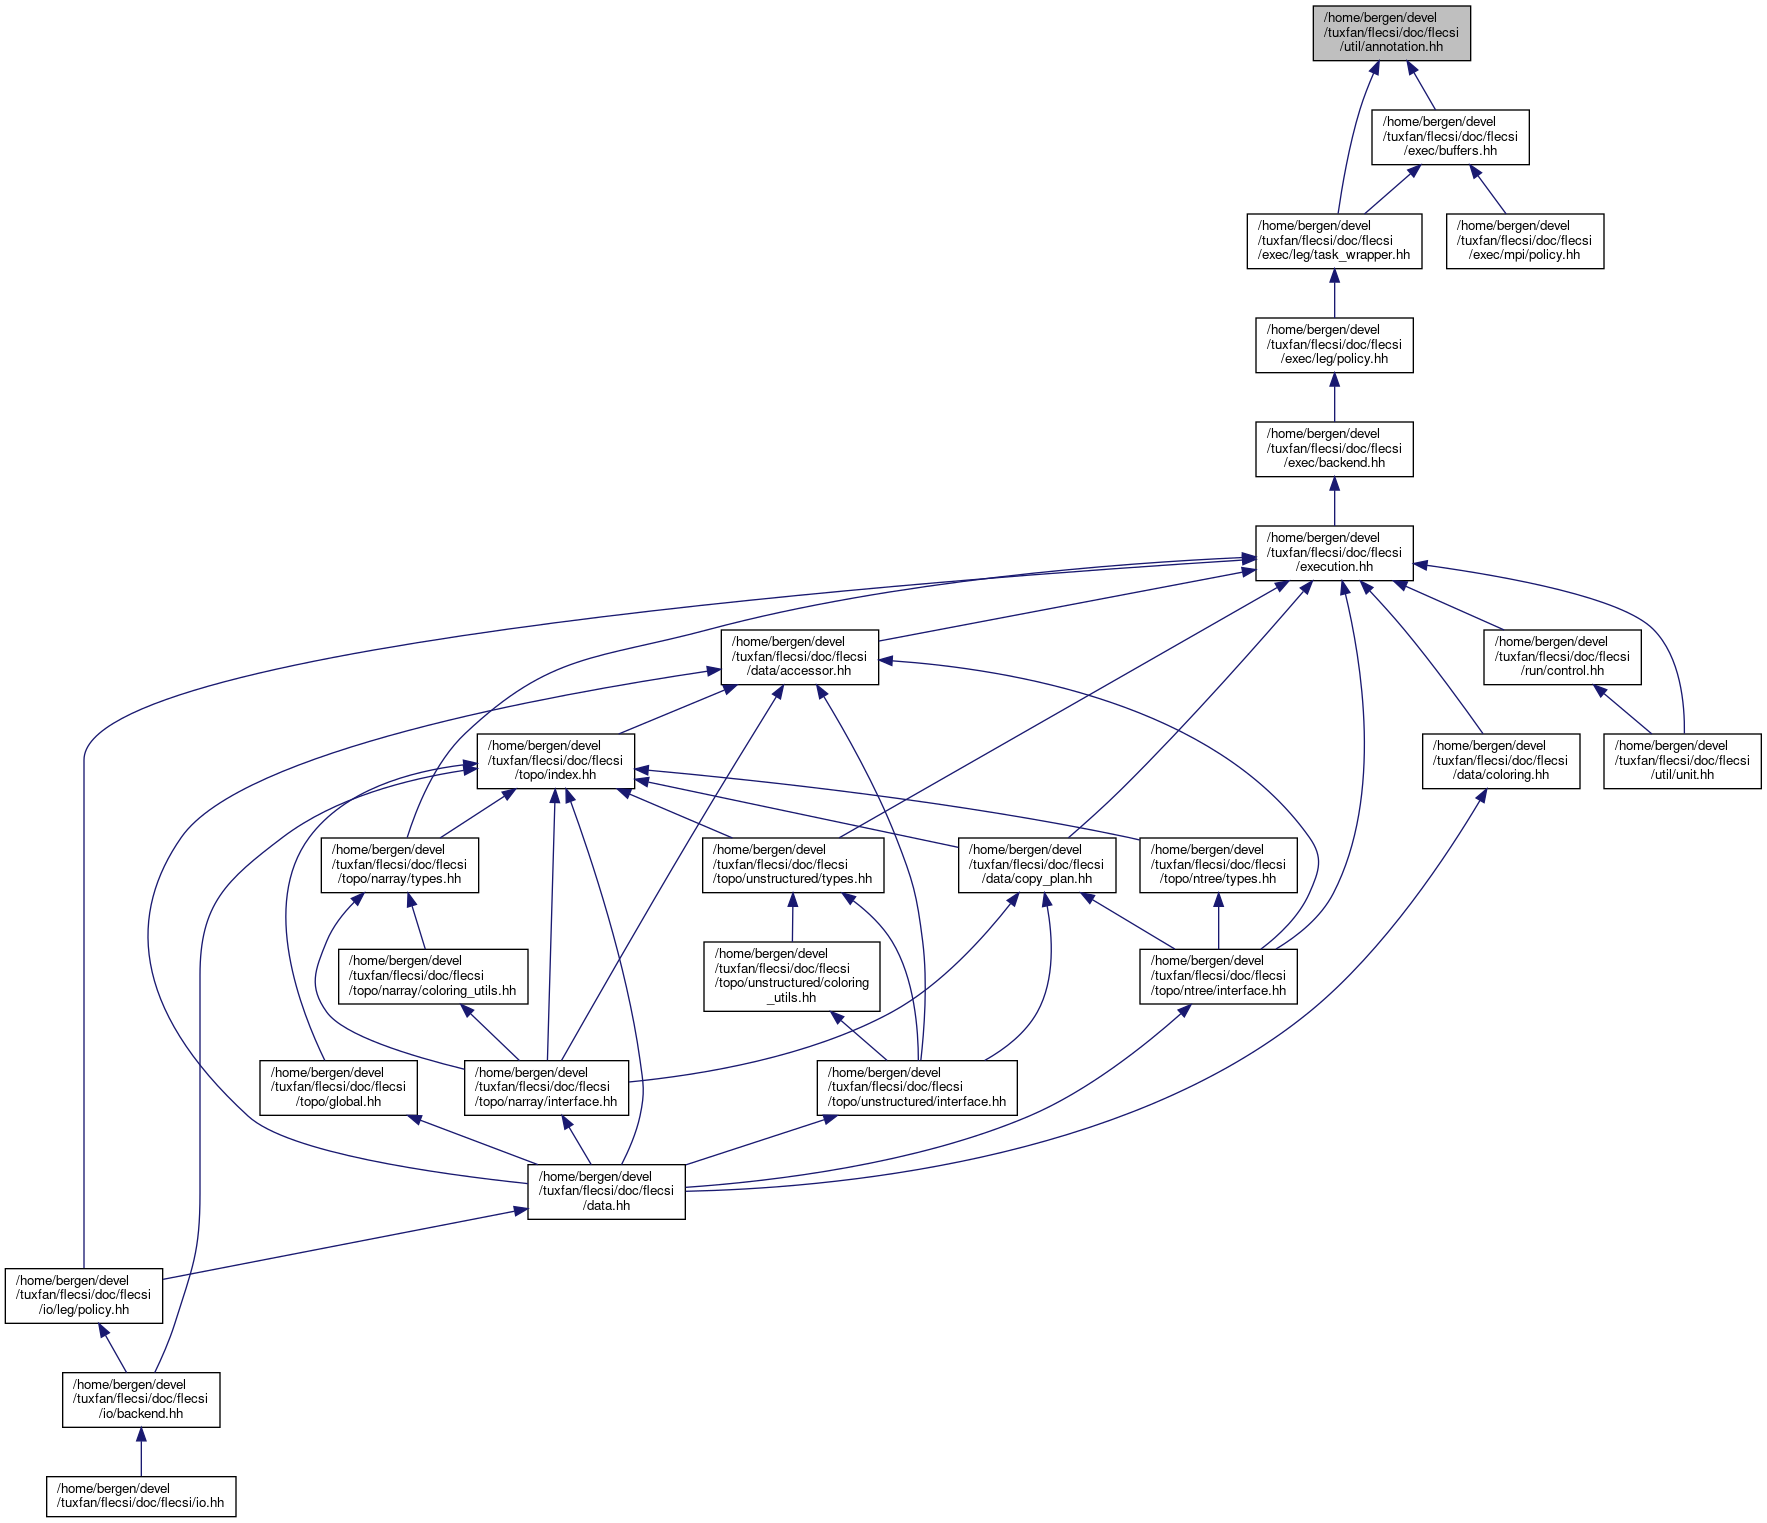 /home/bergen/devel
/tuxfan/flecsi/doc/flecsi
/util/annotation.hh
/home/bergen/devel
/tuxfan/flecsi/doc/flecsi
/exec/buffers.hh
/home/bergen/devel
/tuxfan/flecsi/doc/flecsi
/exec/leg/task_wrapper.hh
/home/bergen/devel
/tuxfan/flecsi/doc/flecsi
/exec/mpi/policy.hh
/home/bergen/devel
/tuxfan/flecsi/doc/flecsi
/exec/leg/policy.hh
/home/bergen/devel
/tuxfan/flecsi/doc/flecsi
/exec/backend.hh
/home/bergen/devel
/tuxfan/flecsi/doc/flecsi
/execution.hh
/home/bergen/devel
/tuxfan/flecsi/doc/flecsi
/data/accessor.hh
/home/bergen/devel
/tuxfan/flecsi/doc/flecsi
/run/control.hh
/home/bergen/devel
/tuxfan/flecsi/doc/flecsi
/topo/index.hh
/home/bergen/devel
/tuxfan/flecsi/doc/flecsi
/data/coloring.hh
/home/bergen/devel
/tuxfan/flecsi/doc/flecsi
/util/unit.hh
/home/bergen/devel
/tuxfan/flecsi/doc/flecsi
/topo/narray/types.hh
/home/bergen/devel
/tuxfan/flecsi/doc/flecsi
/topo/unstructured/types.hh
/home/bergen/devel
/tuxfan/flecsi/doc/flecsi
/data/copy_plan.hh
/home/bergen/devel
/tuxfan/flecsi/doc/flecsi
/topo/ntree/types.hh
/home/bergen/devel
/tuxfan/flecsi/doc/flecsi
/topo/narray/coloring_utils.hh
/home/bergen/devel
/tuxfan/flecsi/doc/flecsi
/topo/unstructured/coloring
_utils.hh
/home/bergen/devel
/tuxfan/flecsi/doc/flecsi
/topo/ntree/interface.hh
/home/bergen/devel
/tuxfan/flecsi/doc/flecsi
/topo/global.hh
/home/bergen/devel
/tuxfan/flecsi/doc/flecsi
/topo/narray/interface.hh
/home/bergen/devel
/tuxfan/flecsi/doc/flecsi
/topo/unstructured/interface.hh
/home/bergen/devel
/tuxfan/flecsi/doc/flecsi
/data.hh
/home/bergen/devel
/tuxfan/flecsi/doc/flecsi
/io/leg/policy.hh
/home/bergen/devel
/tuxfan/flecsi/doc/flecsi
/io/backend.hh
/home/bergen/devel
/tuxfan/flecsi/doc/flecsi/io.hh